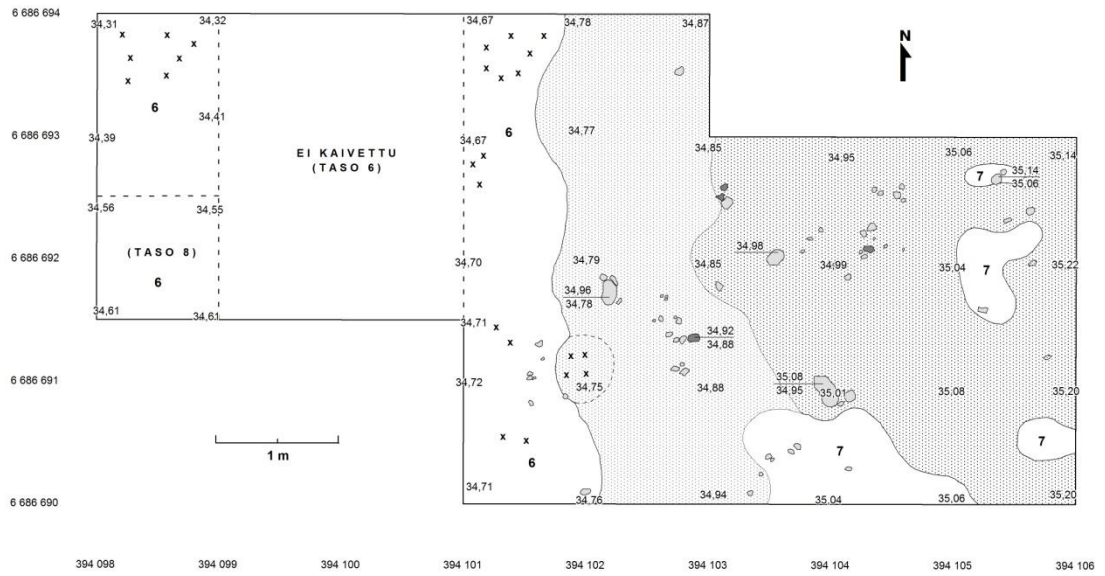 6 686 694
34,31 34,32 34,67 34,78 34,87
x x x x x x x
x x x x x x x
N
6 6
34,41
6 686 693
34,39 34,67 34,77 34,85 34,95 35,06 35,14
EI KAIVETTU
(TASO 6)
x x x
7 35,14
35,06
34,56 34,55
(TASO 8)
6
34,98
6 686 692
34,70 34,79 34,85 34,99 35,04 7 35,22
34,96
34,78
34,61 34,61 34,71
x x
34,92
34,88
x x
x x
6 686 691
34,72 34,75 34,88 35,08 35,01 35,08 35,20
34,95
1 m
x x
6 7 7
34,71 34,76 34,94 35,04 35,06 35,20
6 686 690
394 098 394 099 394 100 394 101 394 102 394 103 394 104 394 105 394 106